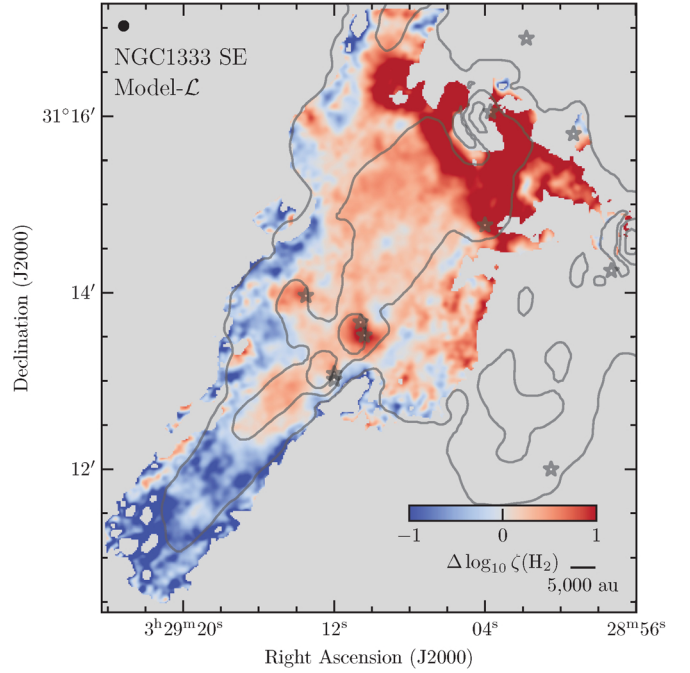 NGC1333 SE
Model-ℒ
31°16′
14′
12′
Declination (J2000)
−1 0 1
Δ log₁₀ ζ(H₂)
5,000 au
3ʰ29ᵐ20ˢ 12ˢ 04ˢ 28ᵐ56ˢ
Right Ascension (J2000)